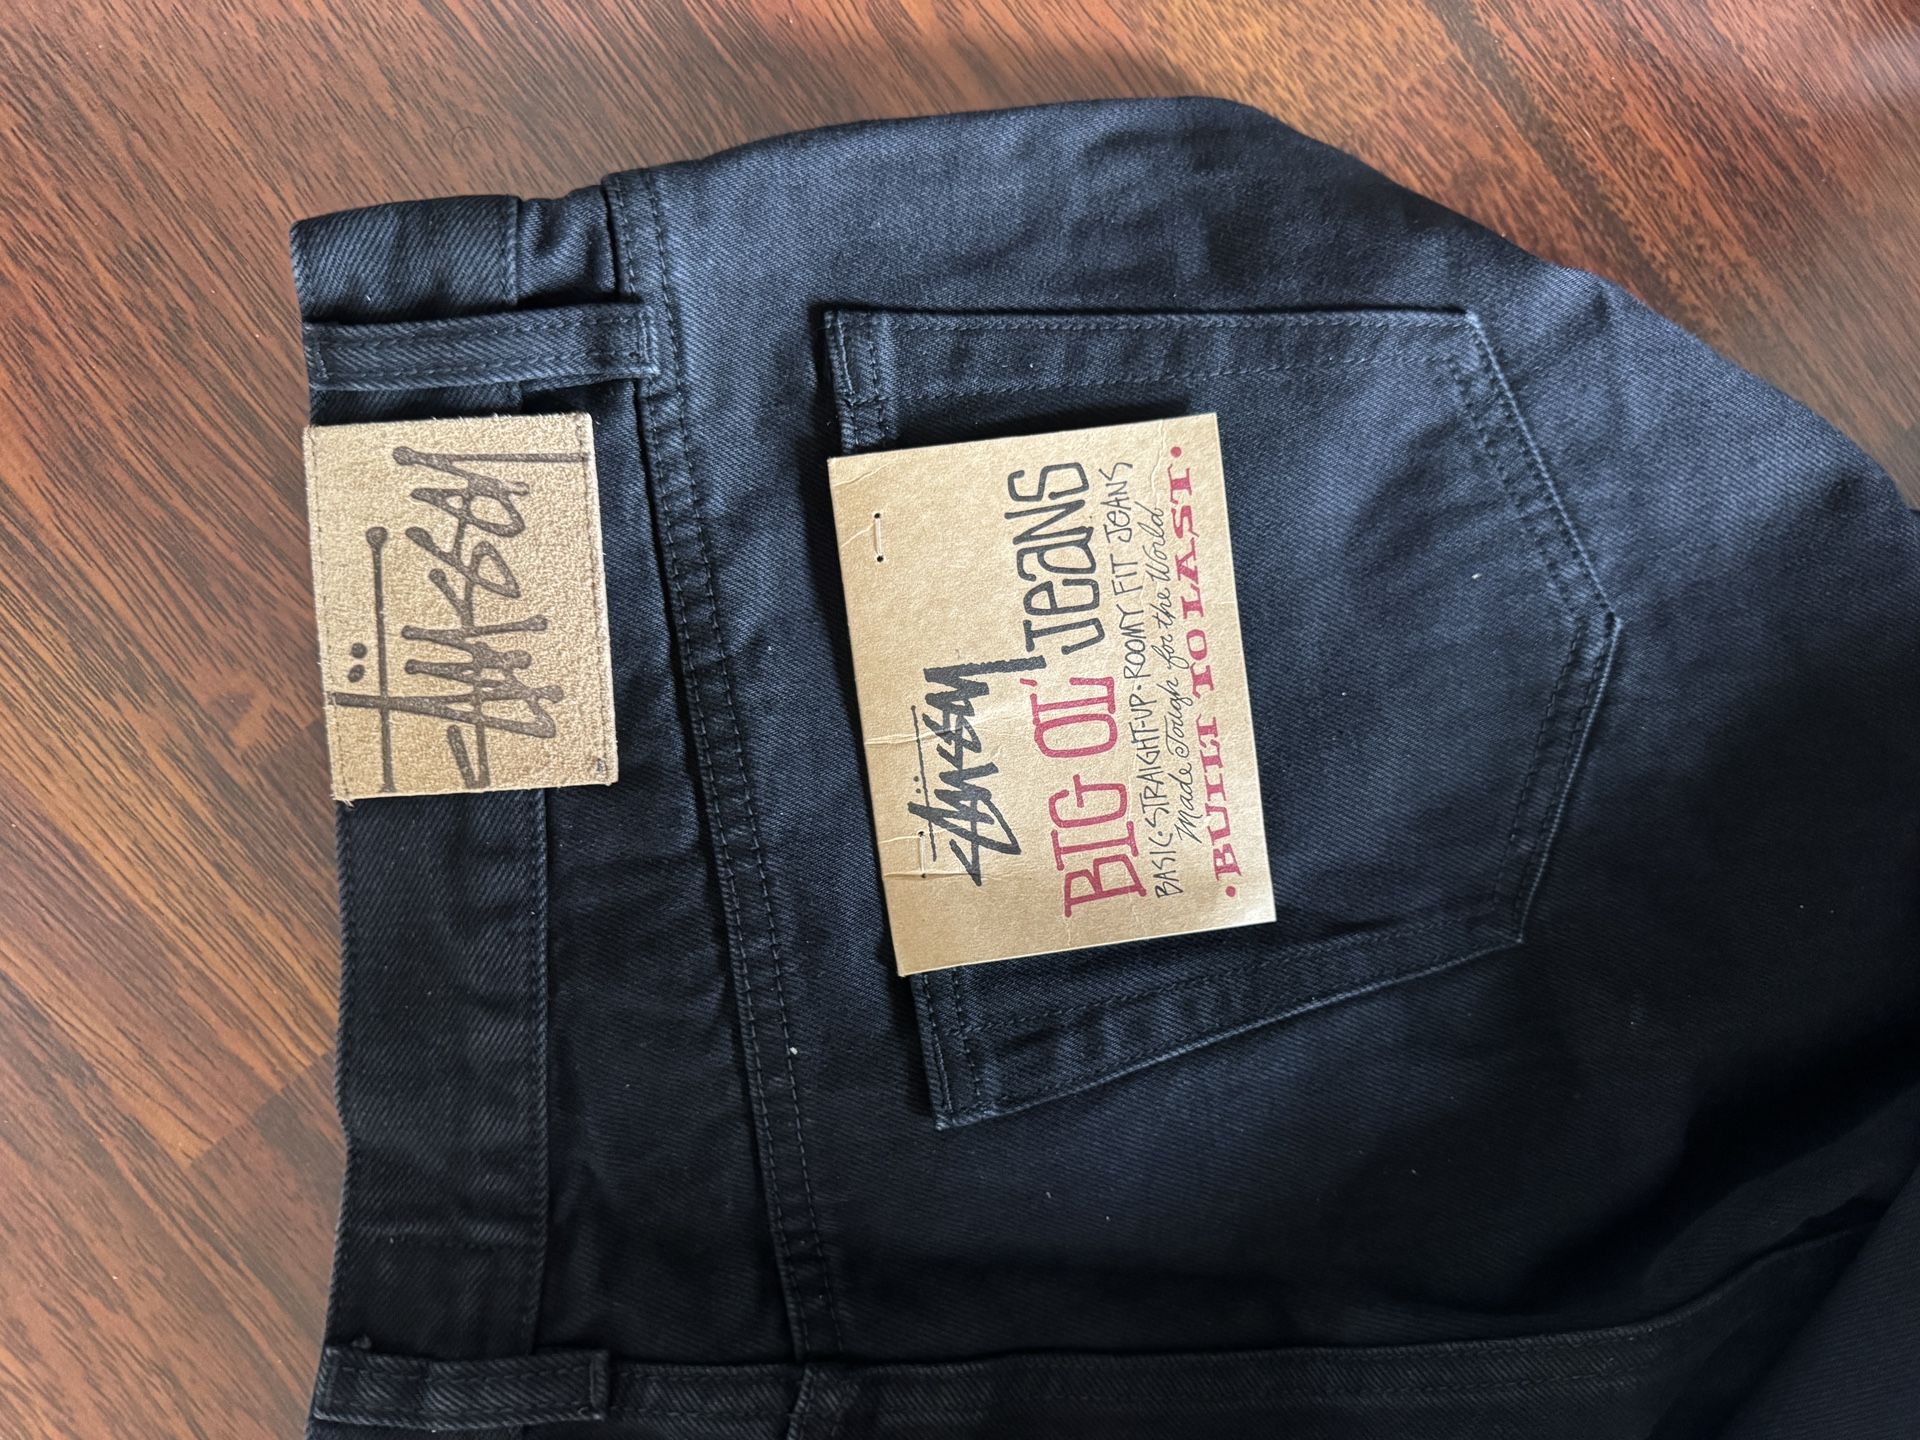 Stüssy
Stüssy
BIG OL' JEANS
BASIC·STRAIGHT-UP·ROOMY FIT JEANS
Made Tough for the World
·BUILT TO LAST·